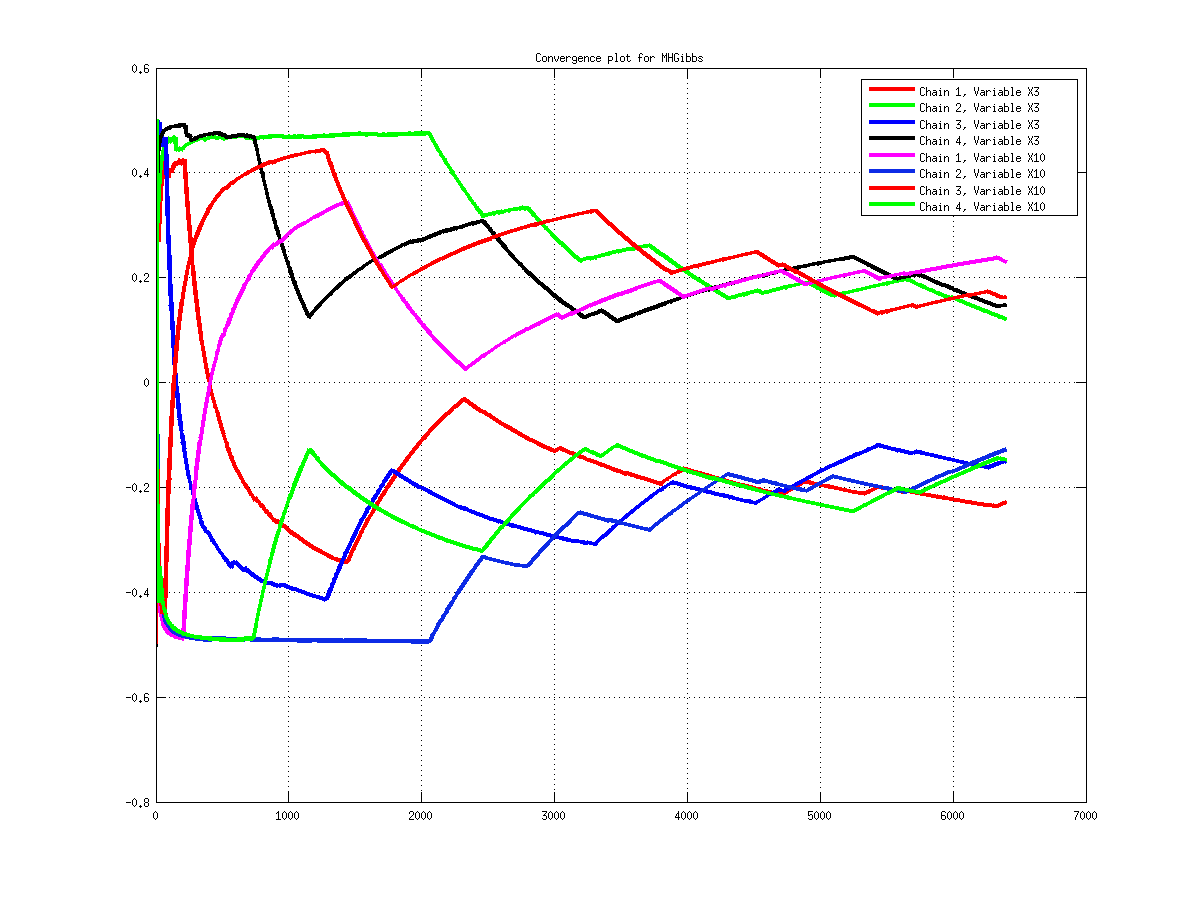 Convergence plot for MHGibbs
0.6
0.4
0.2
0
-0.2
-0.4
-0.6
-0.8
0 1000 2000 3000 4000 5000 6000 7000
Chain 1, Variable X3
Chain 2, Variable X3
Chain 3, Variable X3
Chain 4, Variable X3
Chain 1, Variable X10
Chain 2, Variable X10
Chain 3, Variable X10
Chain 4, Variable X10